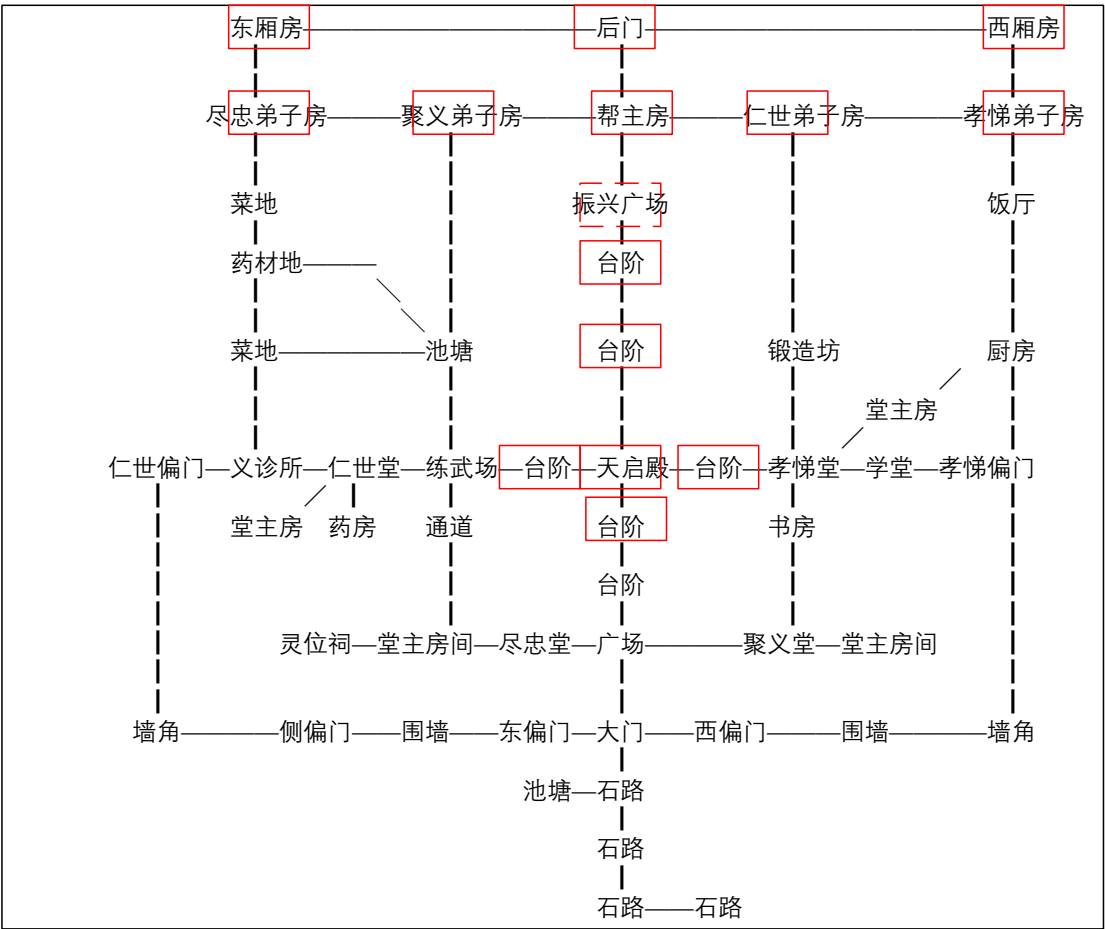 东厢房 后门 西厢房
尽忠弟子房 聚义弟子房 帮主房 仁世弟子房 孝悌弟子房
菜地 振兴广场 饭厅
药材地 台阶
菜地 池塘 台阶 锻造坊 厨房
堂主房
仁世偏门 义诊所 仁世堂 练武场 台阶 天启殿 台阶 孝悌堂 学堂 孝悌偏门
堂主房 药房 通道 台阶 书房
台阶
灵位祠 堂主房间 尽忠堂 广场 聚义堂 堂主房间
墙角 侧偏门 围墙 东偏门 大门 西偏门 围墙 墙角
池塘 石路
石路
石路 石路